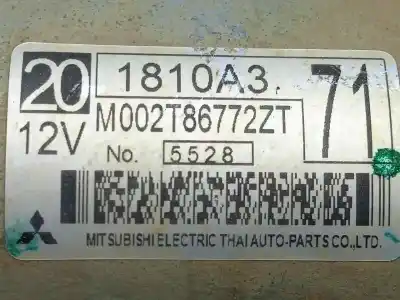 20 1810A3 71
12V M002T86772ZT
No. 5528
MITSUBISHI ELECTRIC THAI AUTO-PARTS CO., LTD.